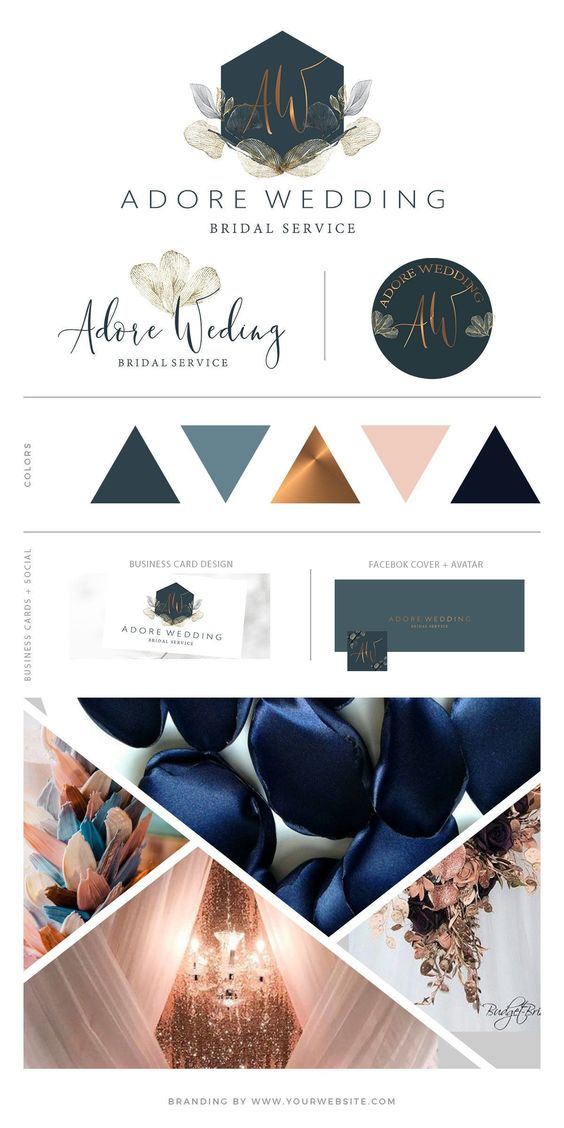 AW
ADORE WEDDING
BRIDAL SERVICE
Adore Weding
BRIDAL SERVICE
ADORE WEDDING
AW
COLORS
BUSINESS CARDS + SOCIAL
BUSINESS CARD DESIGN
AW
ADORE WEDDING
BRIDAL SERVICE
FACEBOK COVER + AVATAR
ADORE WEDDING
BRIDAL SERVICE
AW
BRANDING BY WWW.YOURWEBSITE.COM